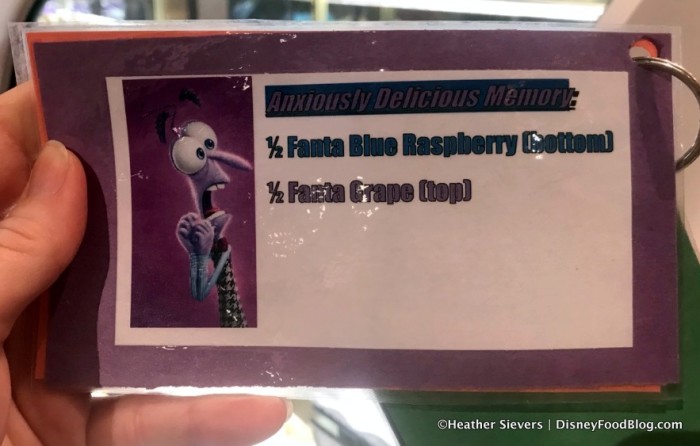 Anxiously Delicious Memory:
½ Fanta Blue Raspberry (bottom)
½ Fanta Grape (top)
©Heather Sievers | DisneyFoodBlog.com